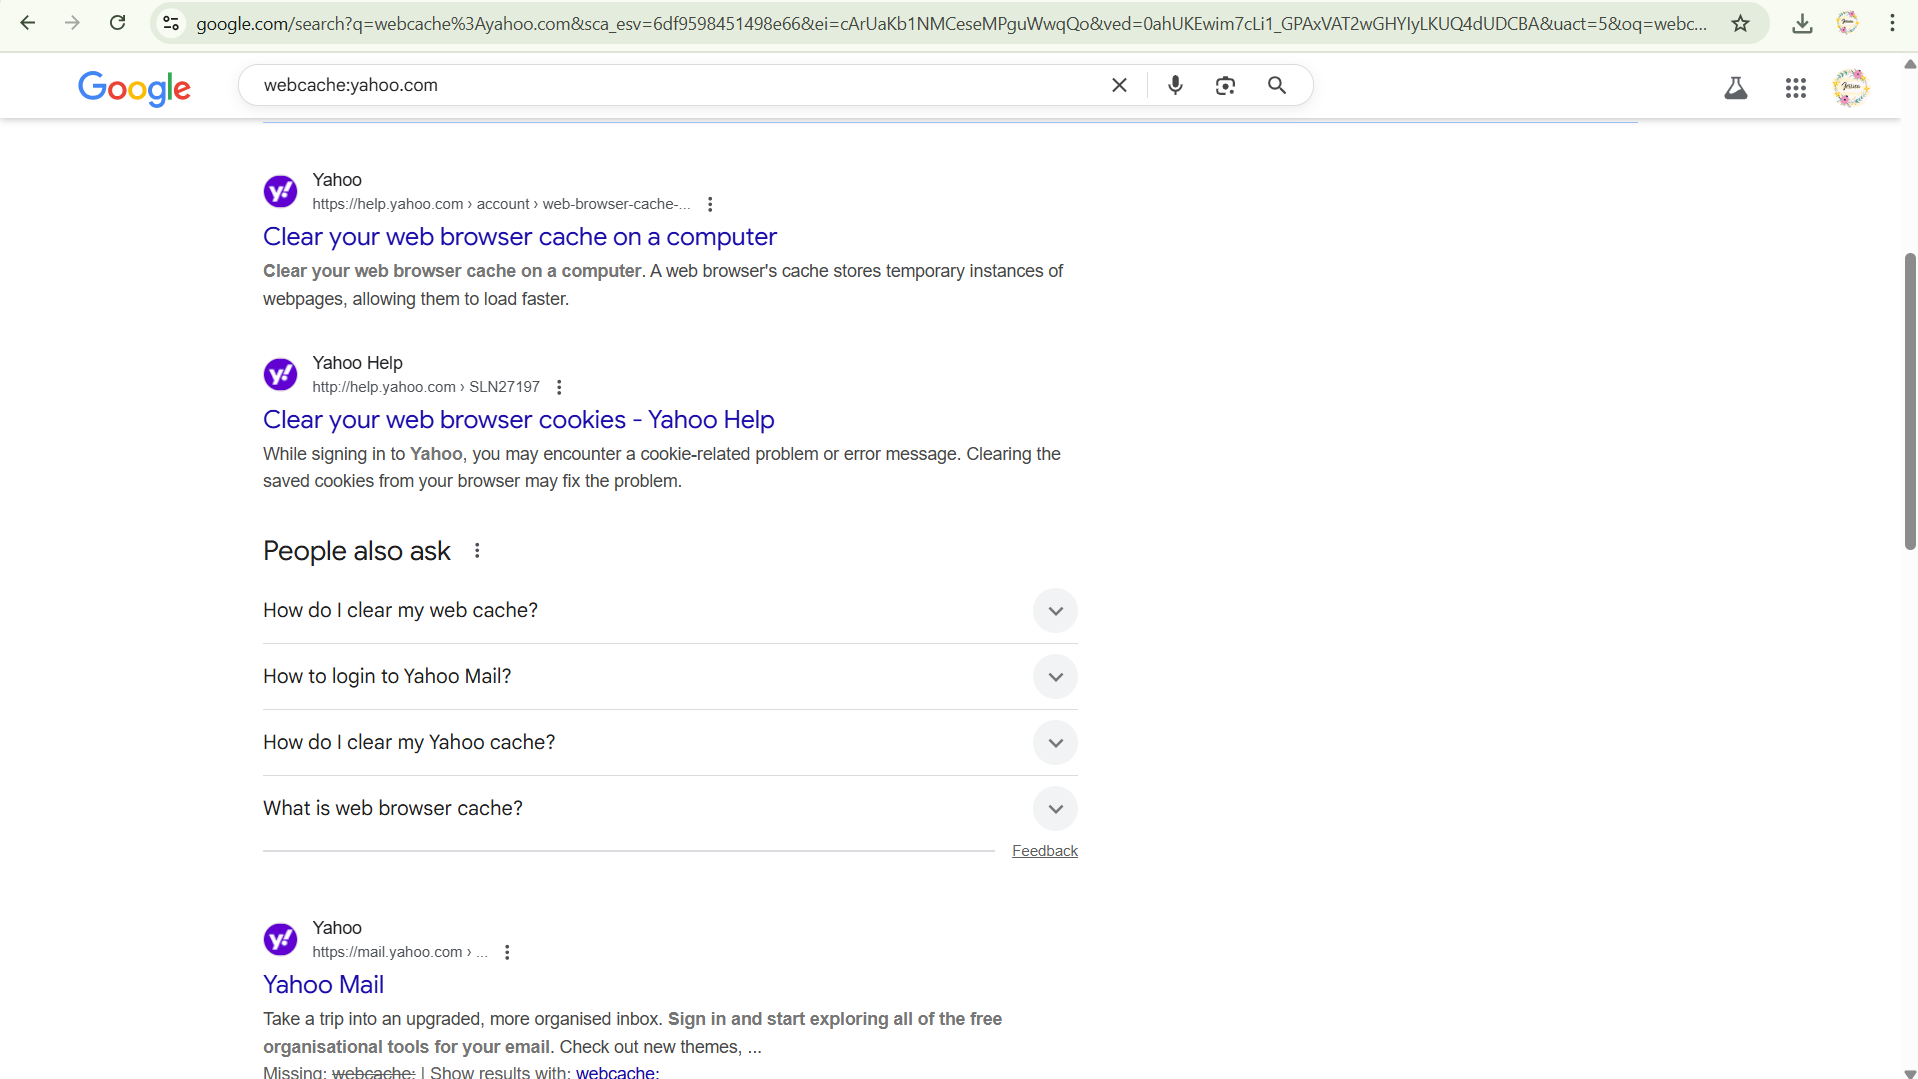 google.com/search?q=webcache%3Ayahoo.com&sca_esv=6df9598451498e66&ei=cArUaKb1NMCeseMPguWwqQo&ved=0ahUKEwim7cLi1_GPAxVAT2wGHYIyLKUQ4dUDCBA&uact=5&oq=webc...
Google
webcache:yahoo.com
Jessica
Yahoo
https://help.yahoo.com › account › web-browser-cache-...
Clear your web browser cache on a computer
Clear your web browser cache on a computer. A web browser's cache stores temporary instances of
webpages, allowing them to load faster.
Yahoo Help
http://help.yahoo.com › SLN27197
Clear your web browser cookies - Yahoo Help
While signing in to Yahoo, you may encounter a cookie-related problem or error message. Clearing the
saved cookies from your browser may fix the problem.
People also ask
How do I clear my web cache?
How to login to Yahoo Mail?
How do I clear my Yahoo cache?
What is web browser cache?
Feedback
Yahoo
https://mail.yahoo.com › ...
Yahoo Mail
Take a trip into an upgraded, more organised inbox. Sign in and start exploring all of the free
organisational tools for your email. Check out new themes, ...
Missing: webcache: | Show results with: webcache: